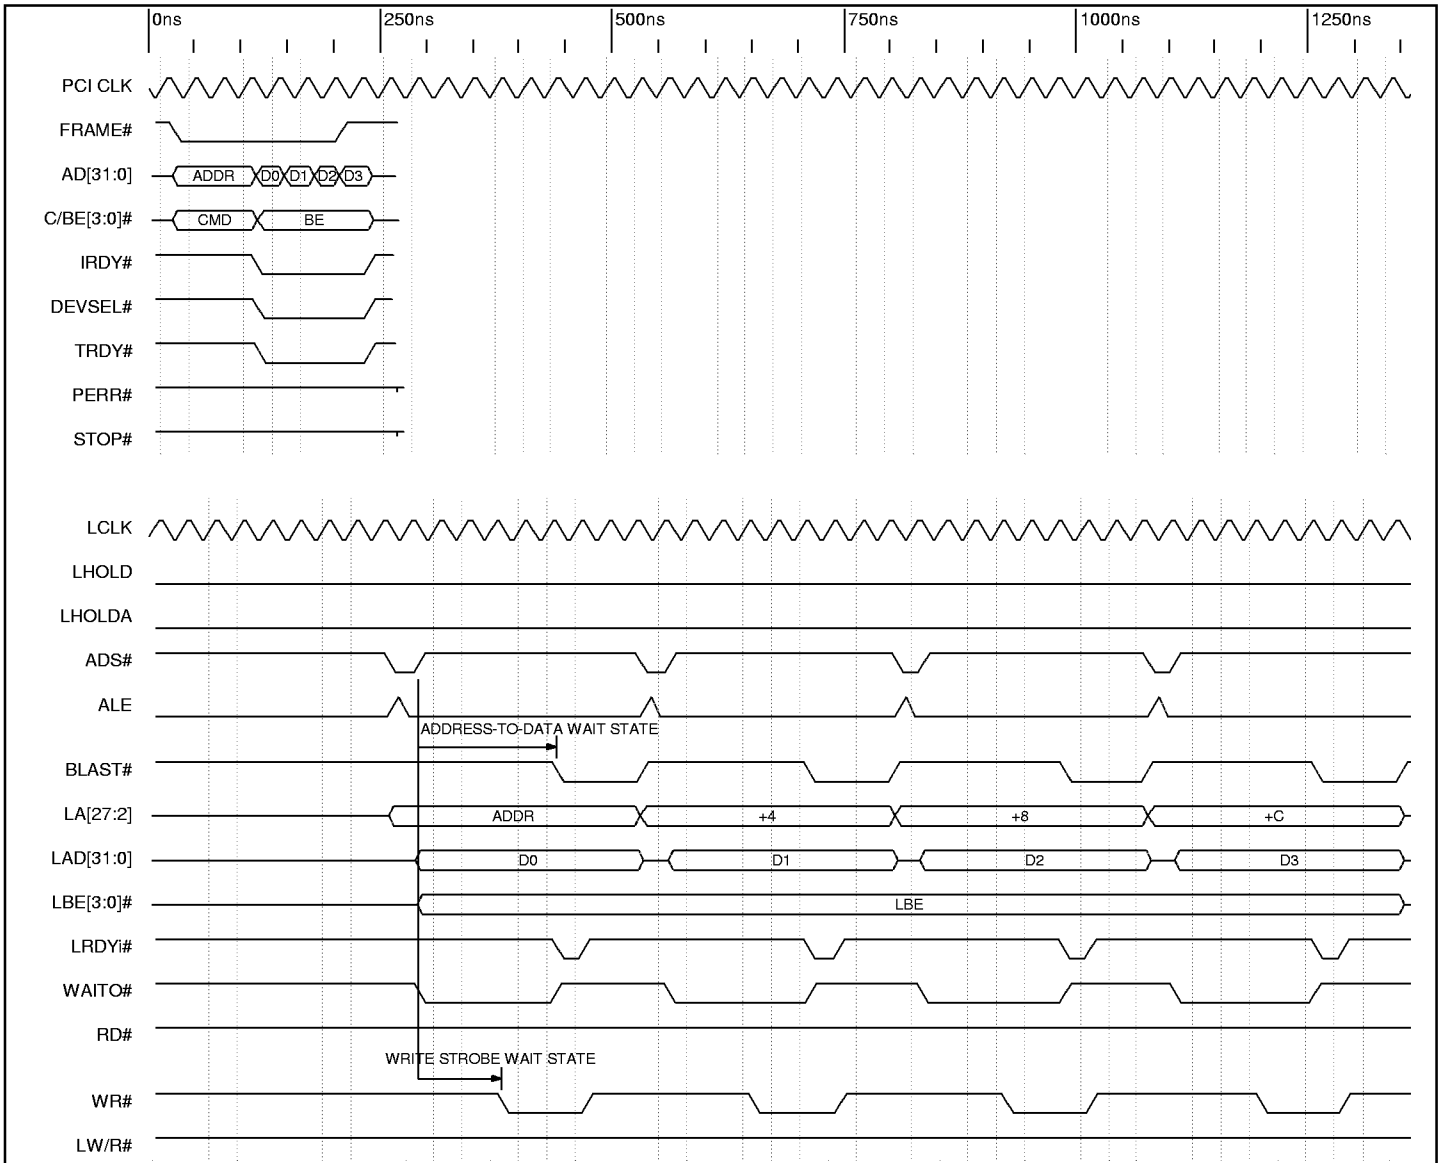 0ns 250ns 500ns 750ns 1000ns 1250ns
PCI CLK
FRAME#
AD[31:0] ADDR D0 D1 D2 D3
C/BE[3:0]# CMD BE
IRDY#
DEVSEL#
TRDY#
PERR#
STOP#
LCLK
LHOLD
LHOLDA
ADS#
ALE
ADDRESS-TO-DATA WAIT STATE
BLAST#
LA[27:2] ADDR +4 +8 +C
LAD[31:0] D0 D1 D2 D3
LBE[3:0]# LBE
LRDYi#
WAITO#
RD#
WRITE STROBE WAIT STATE
WR#
LW/R#